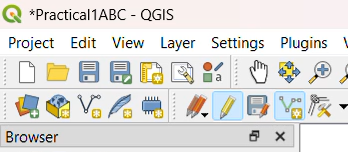 *Practical1ABC - QGIS
Project Edit View Layer Settings Plugins
Browser